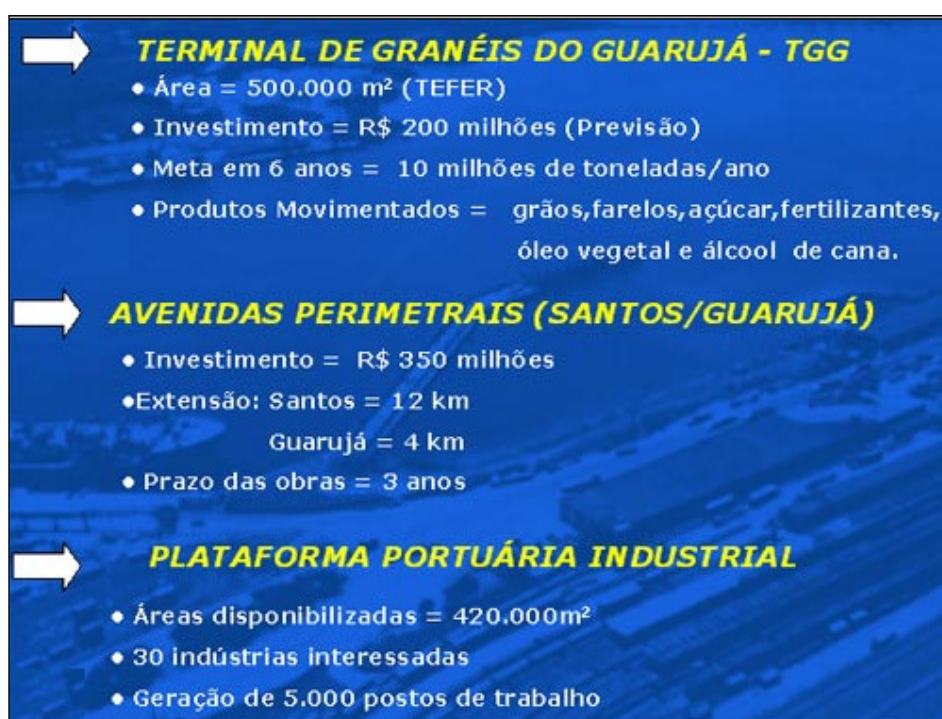 TERMINAL DE GRANÉIS DO GUARUJÁ - TGG
• Área = 500.000 m² (TEFER)
• Investimento = R$ 200 milhões (Previsão)
• Meta em 6 anos = 10 milhões de toneladas/ano
• Produtos Movimentados = grãos,farelos,açúcar,fertilizantes,
óleo vegetal e álcool de cana.
AVENIDAS PERIMETRAIS (SANTOS/GUARUJÁ)
• Investimento = R$ 350 milhões
•Extensão: Santos = 12 km
Guarujá = 4 km
• Prazo das obras = 3 anos
PLATAFORMA PORTUÁRIA INDUSTRIAL
• Áreas disponibilizadas = 420.000m²
• 30 indústrias interessadas
• Geração de 5.000 postos de trabalho